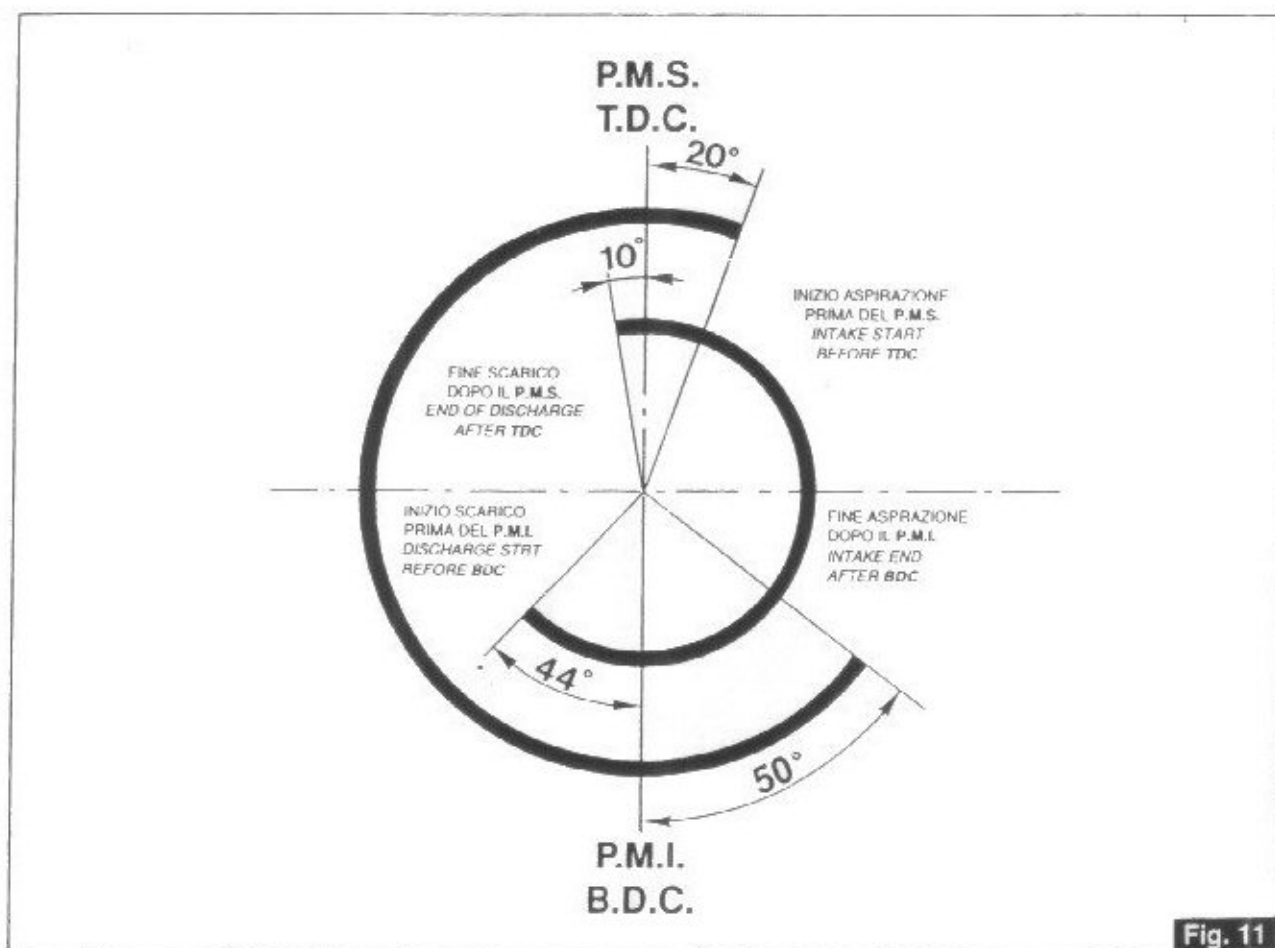 P.M.S.
T.D.C.
20°
10°
INIZIO ASPIRAZIONE
PRIMA DEL P.M.S.
INTAKE START
BEFORE TDC
FINE SCARICO
DOPO IL P.M.S.
END OF DISCHARGE
AFTER TDC
INIZIO SCARICO
PRIMA DEL P.M.I.
DISCHARGE STRT
BEFORE BDC
FINE ASPRAZIONE
DOPO IL P.M.I.
INTAKE END
AFTER BDC
44°
50°
P.M.I.
B.D.C.
Fig. 11